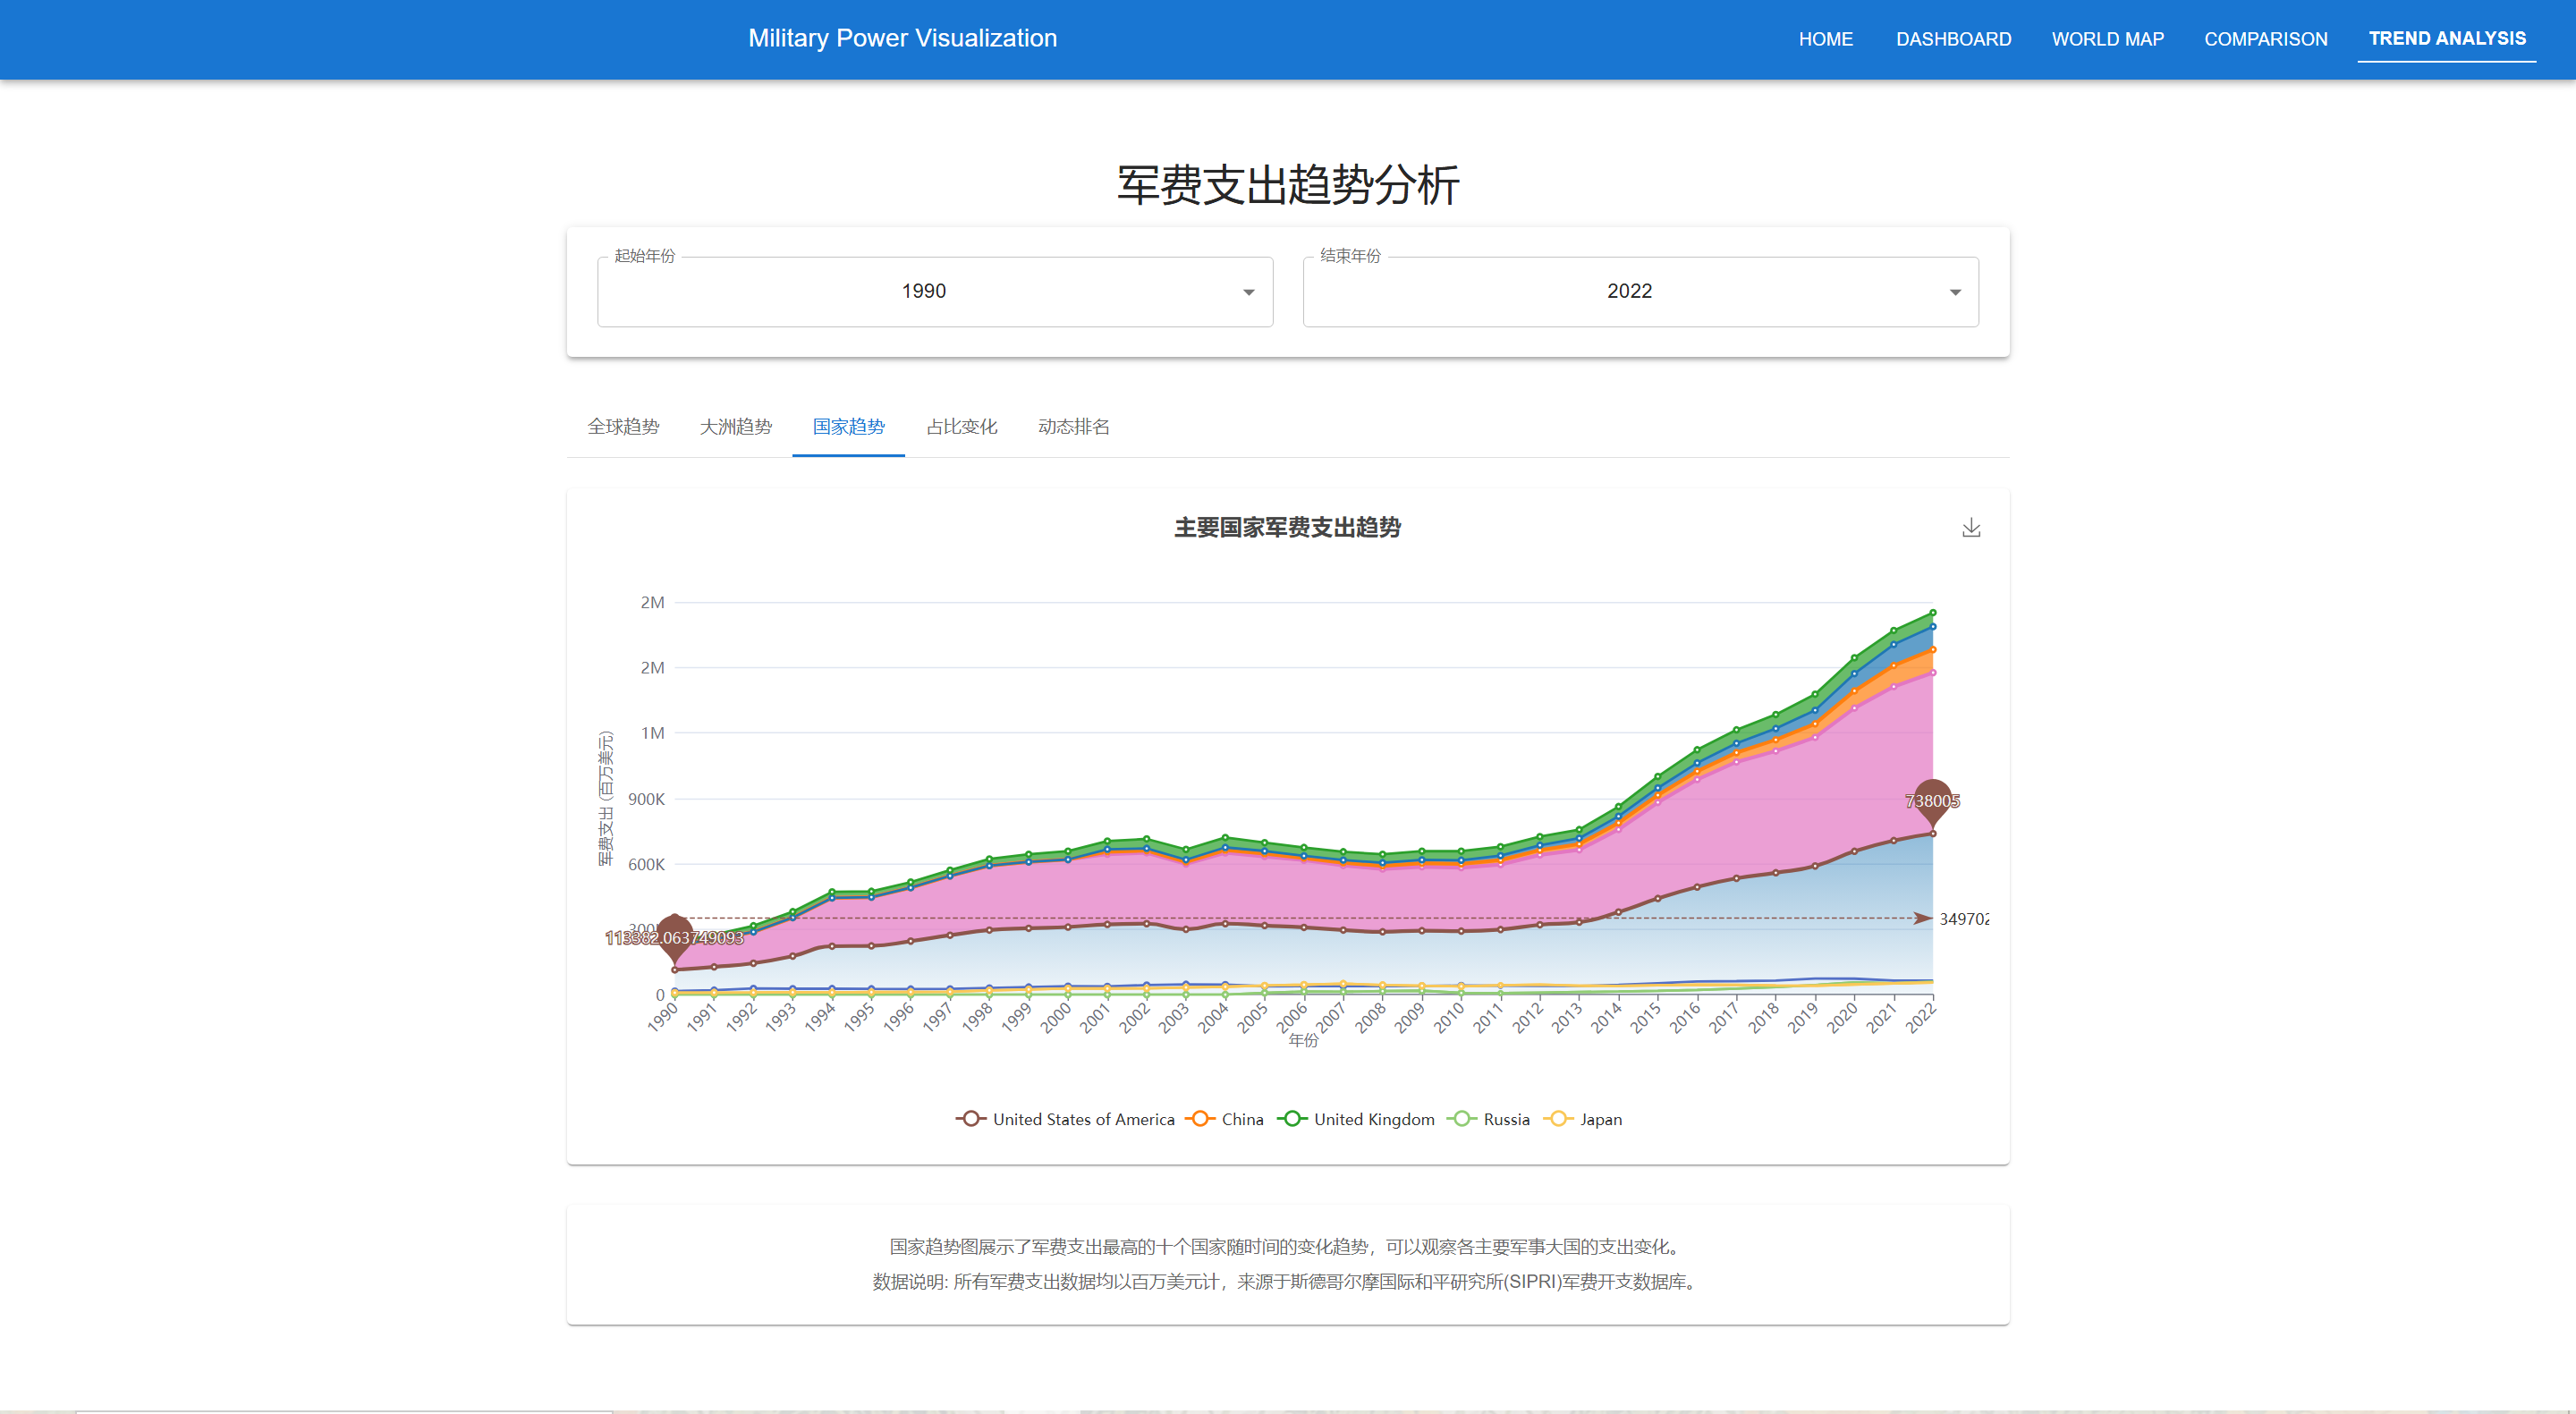 Military Power Visualization
HOME DASHBOARD WORLD MAP COMPARISON TREND ANALYSIS
军费支出趋势分析
起始年份 结束年份
1990 2022
全球趋势 大洲趋势 国家趋势 占比变化 动态排名
主要国家军费支出趋势
2M
2M
1M
900K
600K
300
0
军费支出（百万美元）
738005
113382.063749093
349702
1990 1991 1992 1993 1994 1995 1996 1997 1998 1999 2000 2001 2002 2003 2004 2005 2006 2007 2008 2009 2010 2011 2012 2013 2014 2015 2016 2017 2018 2019 2020 2021 2022
年份
United States of America China United Kingdom Russia Japan
国家趋势图展示了军费支出最高的十个国家随时间的变化趋势，可以观察各主要军事大国的支出变化。
数据说明: 所有军费支出数据均以百万美元计，来源于斯德哥尔摩国际和平研究所(SIPRI)军费开支数据库。